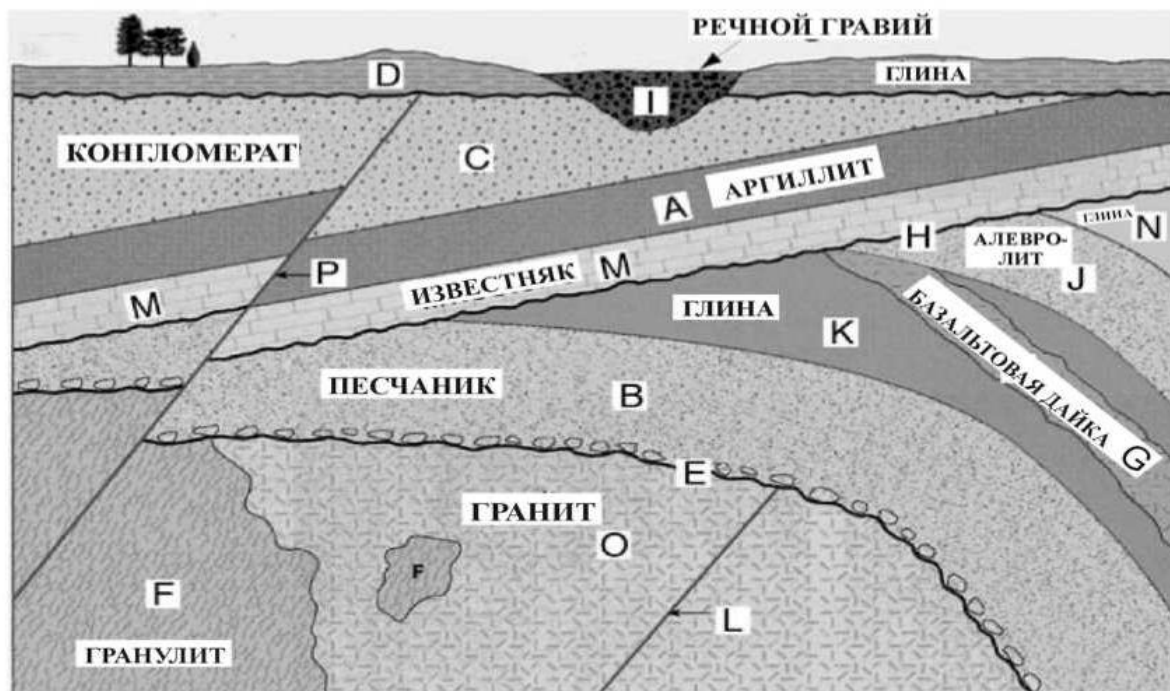 РЕЧНОЙ ГРАВИЙ
D
I
ГЛИНА
КОНГЛОМЕРАТ
C
АРГИЛЛИТ
A
ГЛИНА
N
H
АЛЕВРО-
ЛИТ
P
M
ИЗВЕСТНЯК
M
J
ГЛИНА
K
БАЗАЛЬТОВАЯ ДАЙКА
G
ПЕСЧАНИК
B
E
ГРАНИТ
O
F
F
L
ГРАНУЛИТ